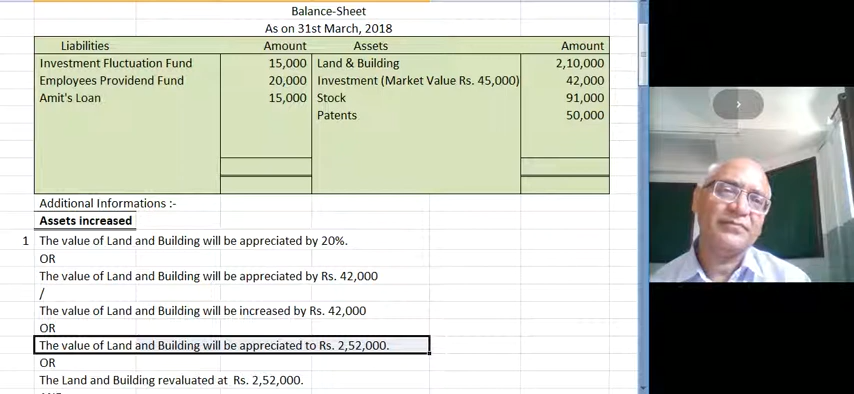 Balance-Sheet
As on 31st March, 2018
Liabilities Amount Assets Amount
Investment Fluctuation Fund 15,000 Land & Building 2,10,000
Employees Providend Fund 20,000 Investment (Market Value Rs. 45,000) 42,000
Amit's Loan 15,000 Stock 91,000
Patents 50,000
Additional Informations :-
Assets increased
1 The value of Land and Building will be appreciated by 20%.
OR
The value of Land and Building will be appreciated by Rs. 42,000
/
The value of Land and Building will be increased by Rs. 42,000
OR
The value of Land and Building will be appreciated to Rs. 2,52,000.
OR
The Land and Building revaluated at Rs. 2,52,000.